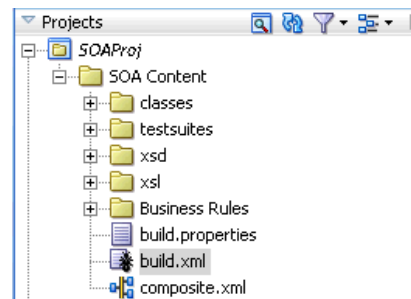 Projects
SOAProj
SOA Content
classes
testsuites
xsd
xsl
Business Rules
build.properties
build.xml
composite.xml